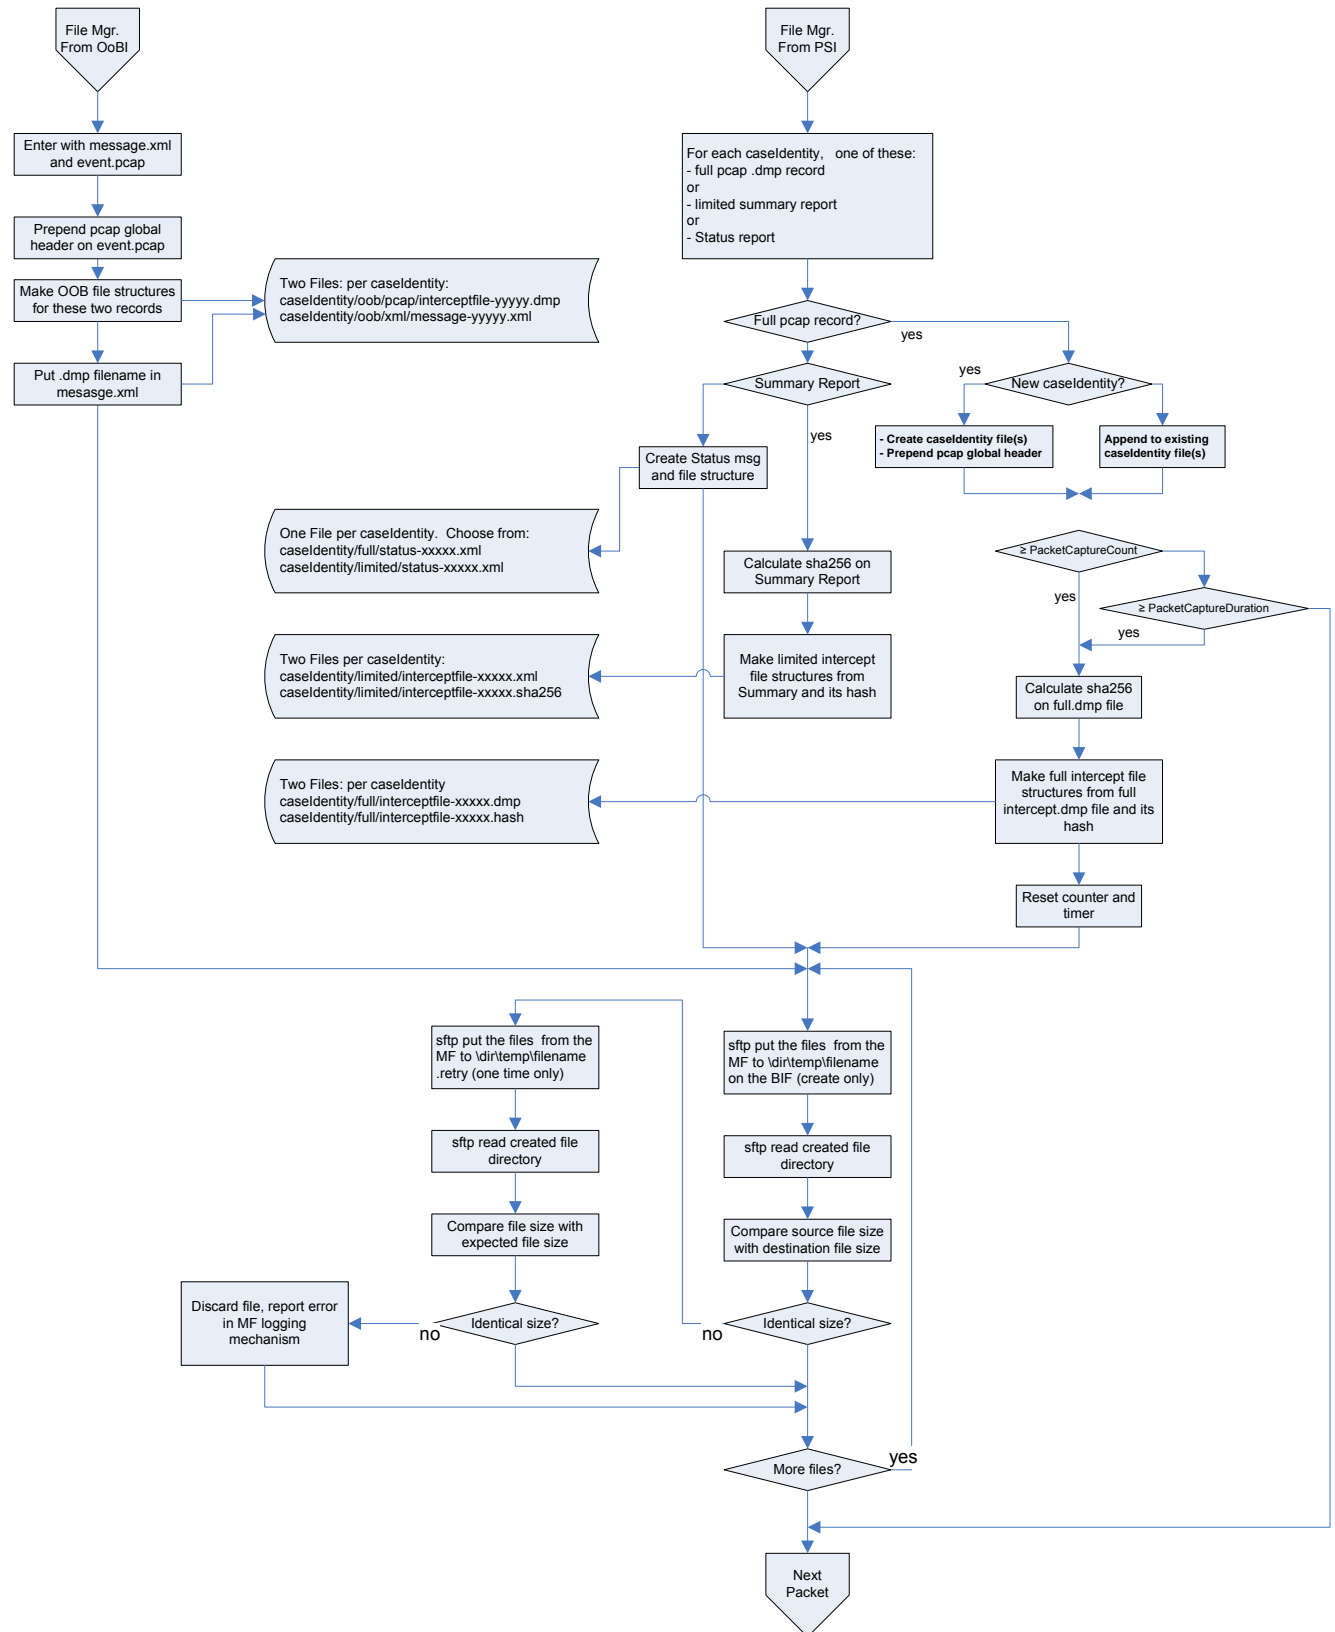 File Mgr.
From OoBI
File Mgr.
From PSI
Enter with message.xml
and event.pcap
For each caseIdentity, one of these:
- full pcap .dmp record
or
- limited summary report
or
- Status report
Prepend pcap global
header on event.pcap
Make OOB file structures
for these two records
Two Files: per caseIdentity:
caseIdentity/oob/pcap/interceptfile-yyyyy.dmp
caseIdentity/oob/xml/message-yyyyy.xml
Put .dmp filename in
mesasge.xml
Full pcap record?
yes
Summary Report
yes
yes
New caseIdentity?
- Create caseIdentity file(s)
- Prepend pcap global header
Append to existing
caseIdentity file(s)
Create Status msg
and file structure
One File per caseIdentity. Choose from:
caseIdentity/full/status-xxxxx.xml
caseIdentity/limited/status-xxxxx.xml
Calculate sha256 on
Summary Report
≥ PacketCaptureCount
yes
≥ PacketCaptureDuration
yes
Two Files per caseIdentity:
caseIdentity/limited/interceptfile-xxxxx.xml
caseIdentity/limited/interceptfile-xxxxx.sha256
Make limited intercept
file structures from
Summary and its hash
Calculate sha256
on full.dmp file
Two Files: per caseIdentity
caseIdentity/full/interceptfile-xxxxx.dmp
caseIdentity/full/interceptfile-xxxxx.hash
Make full intercept file
structures from full
intercept.dmp file and its
hash
Reset counter and
timer
sftp put the files from the
MF to \dir\temp\filename
.retry (one time only)
sftp put the files from the
MF to \dir\temp\filename
on the BIF (create only)
sftp read created file
directory
sftp read created file
directory
Compare file size with
expected file size
Compare source file size
with destination file size
Discard file, report error
in MF logging
mechanism
no
Identical size?
no
Identical size?
More files?
yes
Next
Packet